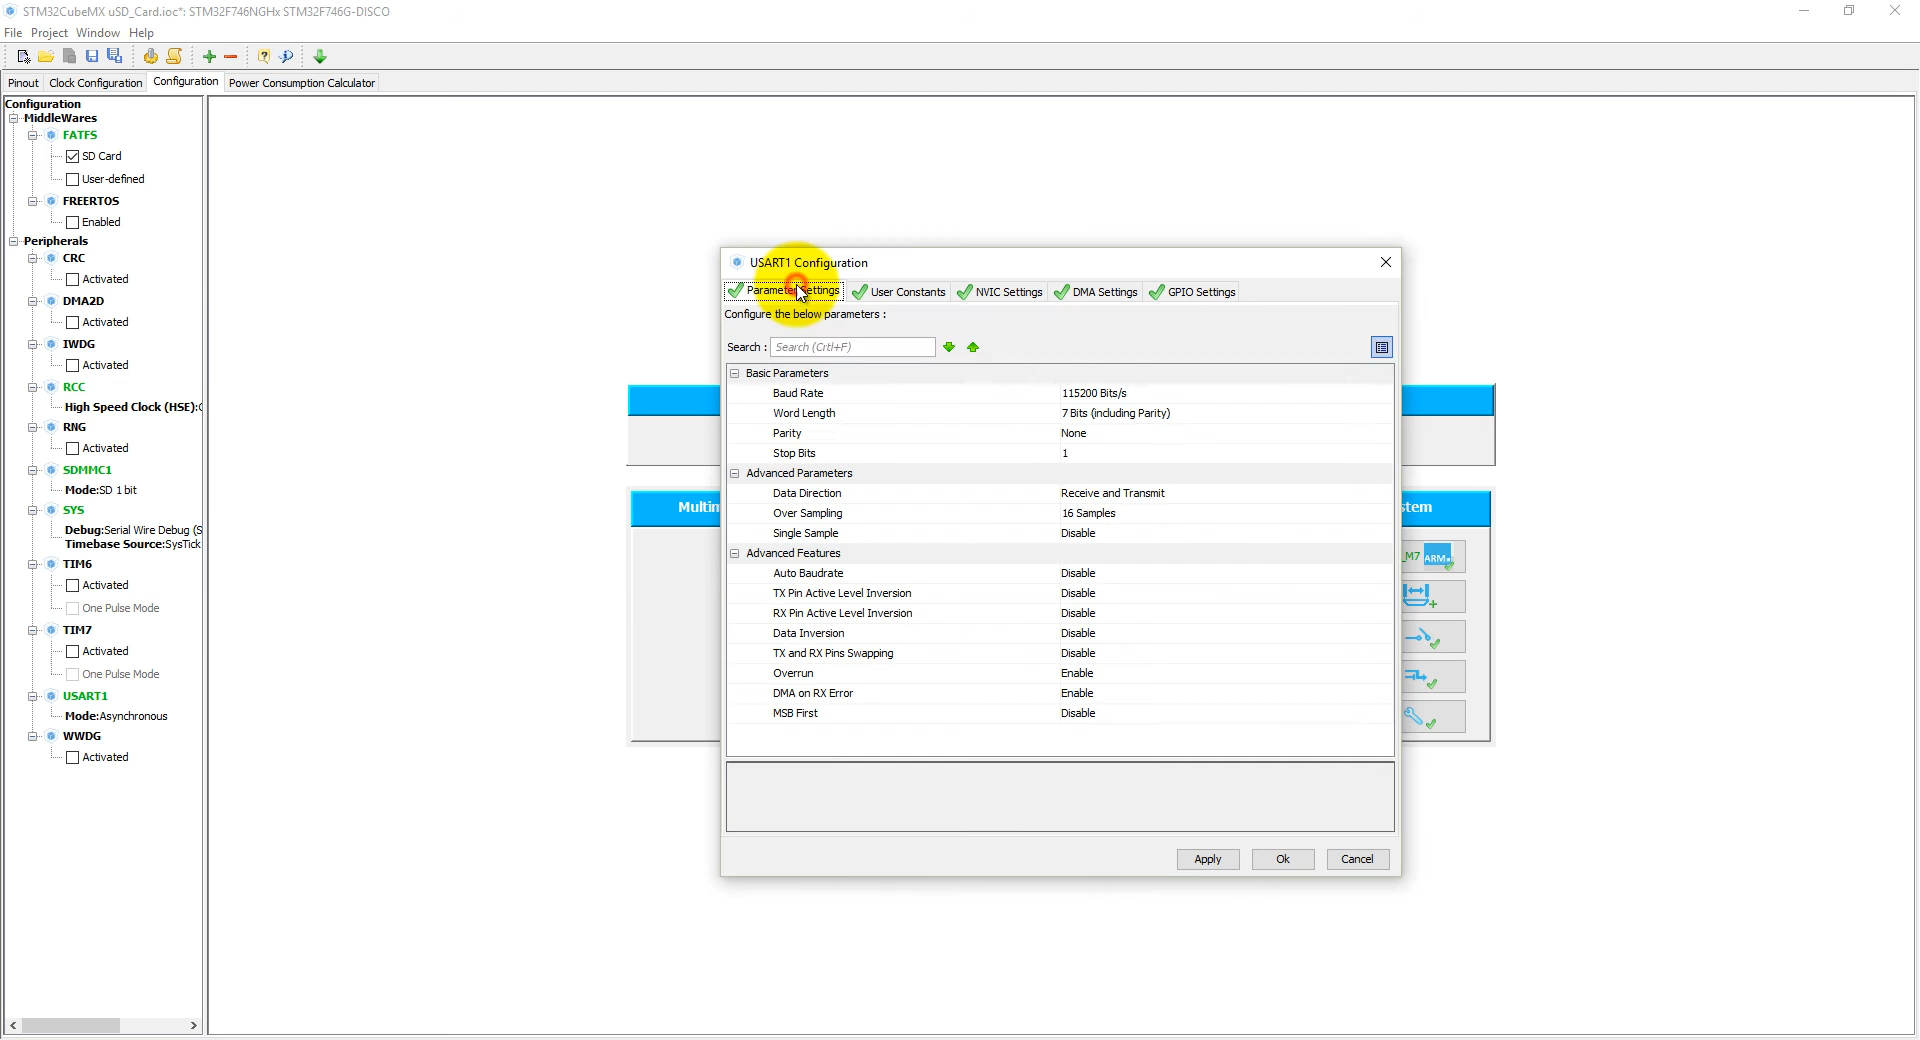 STM32CubeMX uSD_Card.ioc*: STM32F746NGHx STM32F746G-DISCO
File Project Window Help
Pinout Clock Configuration Configuration Power Consumption Calculator
Configuration
MiddleWares
FATFS
SD Card
User-defined
FREERTOS
Enabled
Peripherals
CRC
Activated
DMA2D
Activated
IWDG
Activated
RCC
High Speed Clock (HSE):
RNG
Activated
SDMMC1
Mode:SD 1 bit
SYS
Debug:Serial Wire Debug (S
Timebase Source:SysTick
TIM6
Activated
One Pulse Mode
TIM7
Activated
One Pulse Mode
USART1
Mode:Asynchronous
WWDG
Activated
USART1 Configuration
Parameter Settings User Constants NVIC Settings DMA Settings GPIO Settings
Configure the below parameters :
Search : Search (Crtl+F)
Basic Parameters
Baud Rate 115200 Bits/s
Word Length 7 Bits (including Parity)
Parity None
Stop Bits 1
Advanced Parameters
Data Direction Receive and Transmit
Over Sampling 16 Samples
Single Sample Disable
Advanced Features
Auto Baudrate Disable
TX Pin Active Level Inversion Disable
RX Pin Active Level Inversion Disable
Data Inversion Disable
TX and RX Pins Swapping Disable
Overrun Enable
DMA on RX Error Enable
MSB First Disable
Apply Ok Cancel
Multim
stem
_M7 ARM